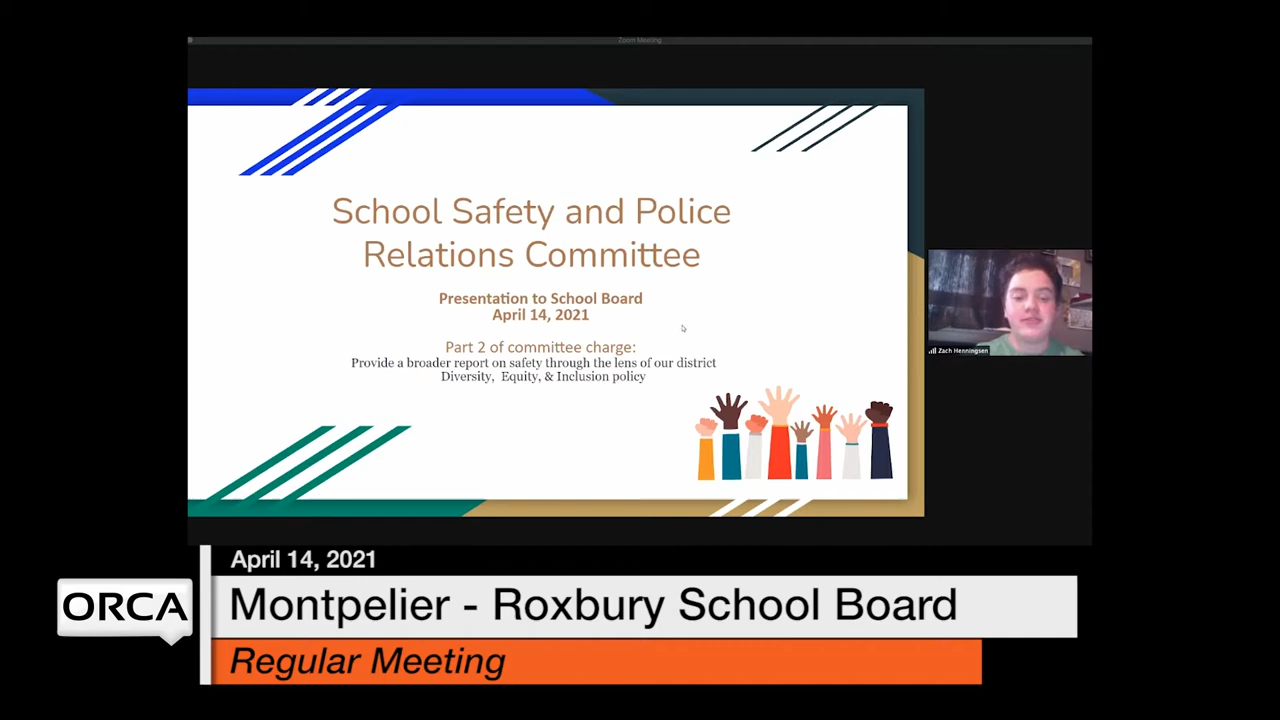 Zoom Meeting
School Safety and Police
Relations Committee
Presentation to School Board
April 14, 2021
Part 2 of committee charge:
Provide a broader report on safety through the lens of our district
Diversity, Equity, & Inclusion policy
Zach Henningsen
April 14, 2021
ORCA
Montpelier - Roxbury School Board
Regular Meeting